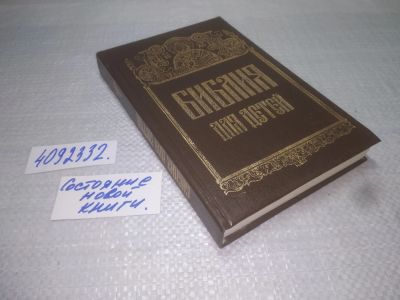 БИБЛИЯ
ДЛЯ ДЕТЕЙ
4092332.
Состояние
новой
книги.